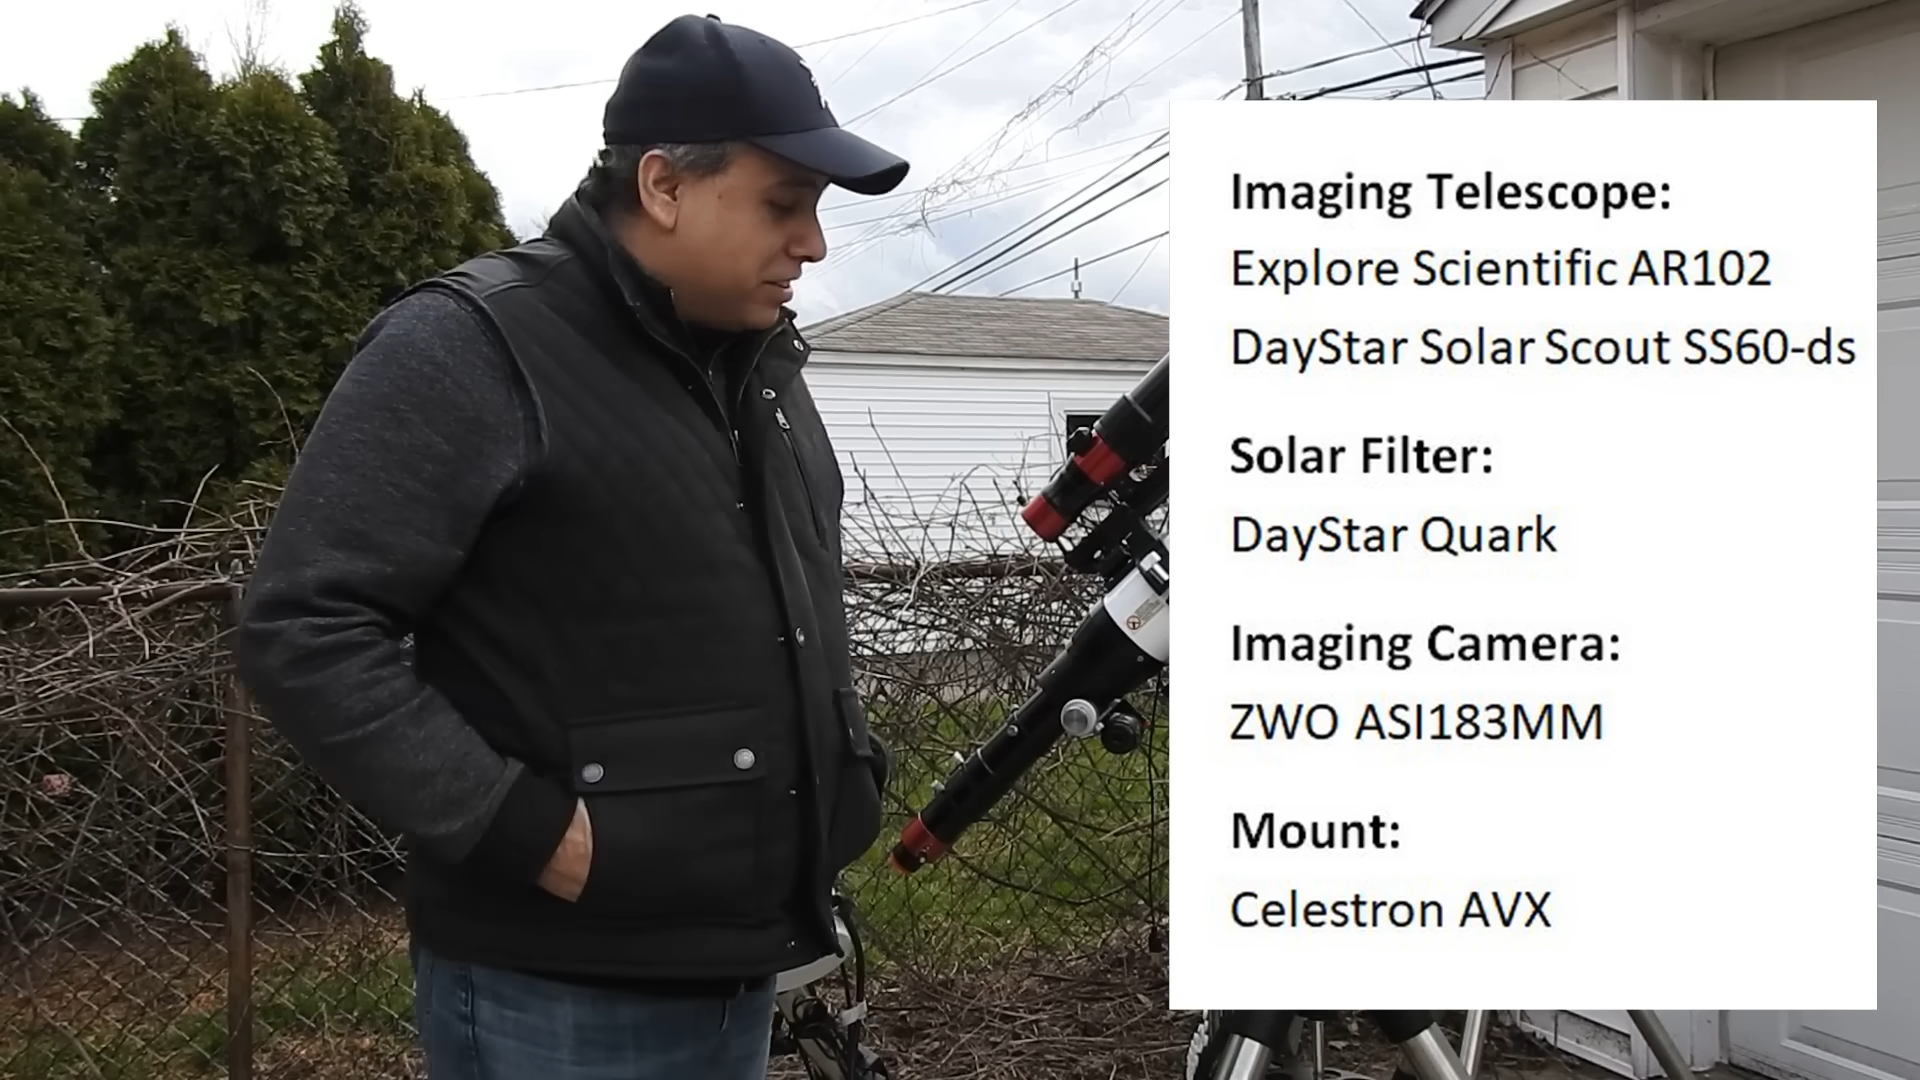 Imaging Telescope:
Explore Scientific AR102
DayStar Solar Scout SS60-ds
Solar Filter:
DayStar Quark
Imaging Camera:
ZWO ASI183MM
Mount:
Celestron AVX